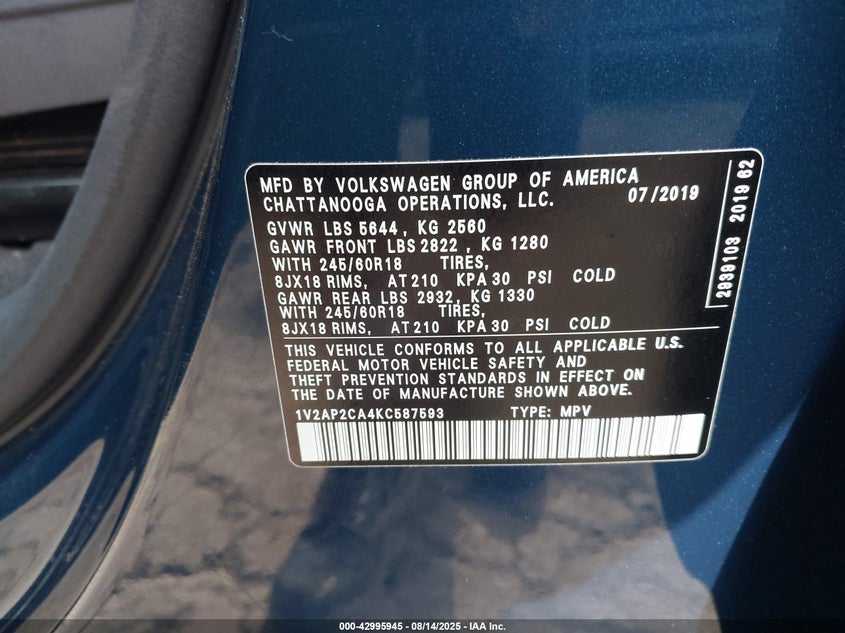 MFD BY VOLKSWAGEN GROUP OF AMERICA
CHATTANOOGA OPERATIONS, LLC. 07/2019
GVWR LBS 5644 , KG 2560
GAWR FRONT LBS 2822 , KG 1280
WITH 245/60R18 TIRES,
8JX18 RIMS, AT 210 KPA 30 PSI COLD
GAWR REAR LBS 2932, KG 1330
WITH 245/60R18 TIRES,
8JX18 RIMS, AT 210 KPA 30 PSI COLD
THIS VEHICLE CONFORMS TO ALL APPLICABLE U.S.
FEDERAL MOTOR VEHICLE SAFETY AND
THEFT PREVENTION STANDARDS IN EFFECT ON
THE DATE OF MANUFACTURE SHOWN ABOVE.
1V2AP2CA4KC587593 TYPE: MPV
2939103 2019 62
000-42995945 - 08/14/2025 - IAA Inc.